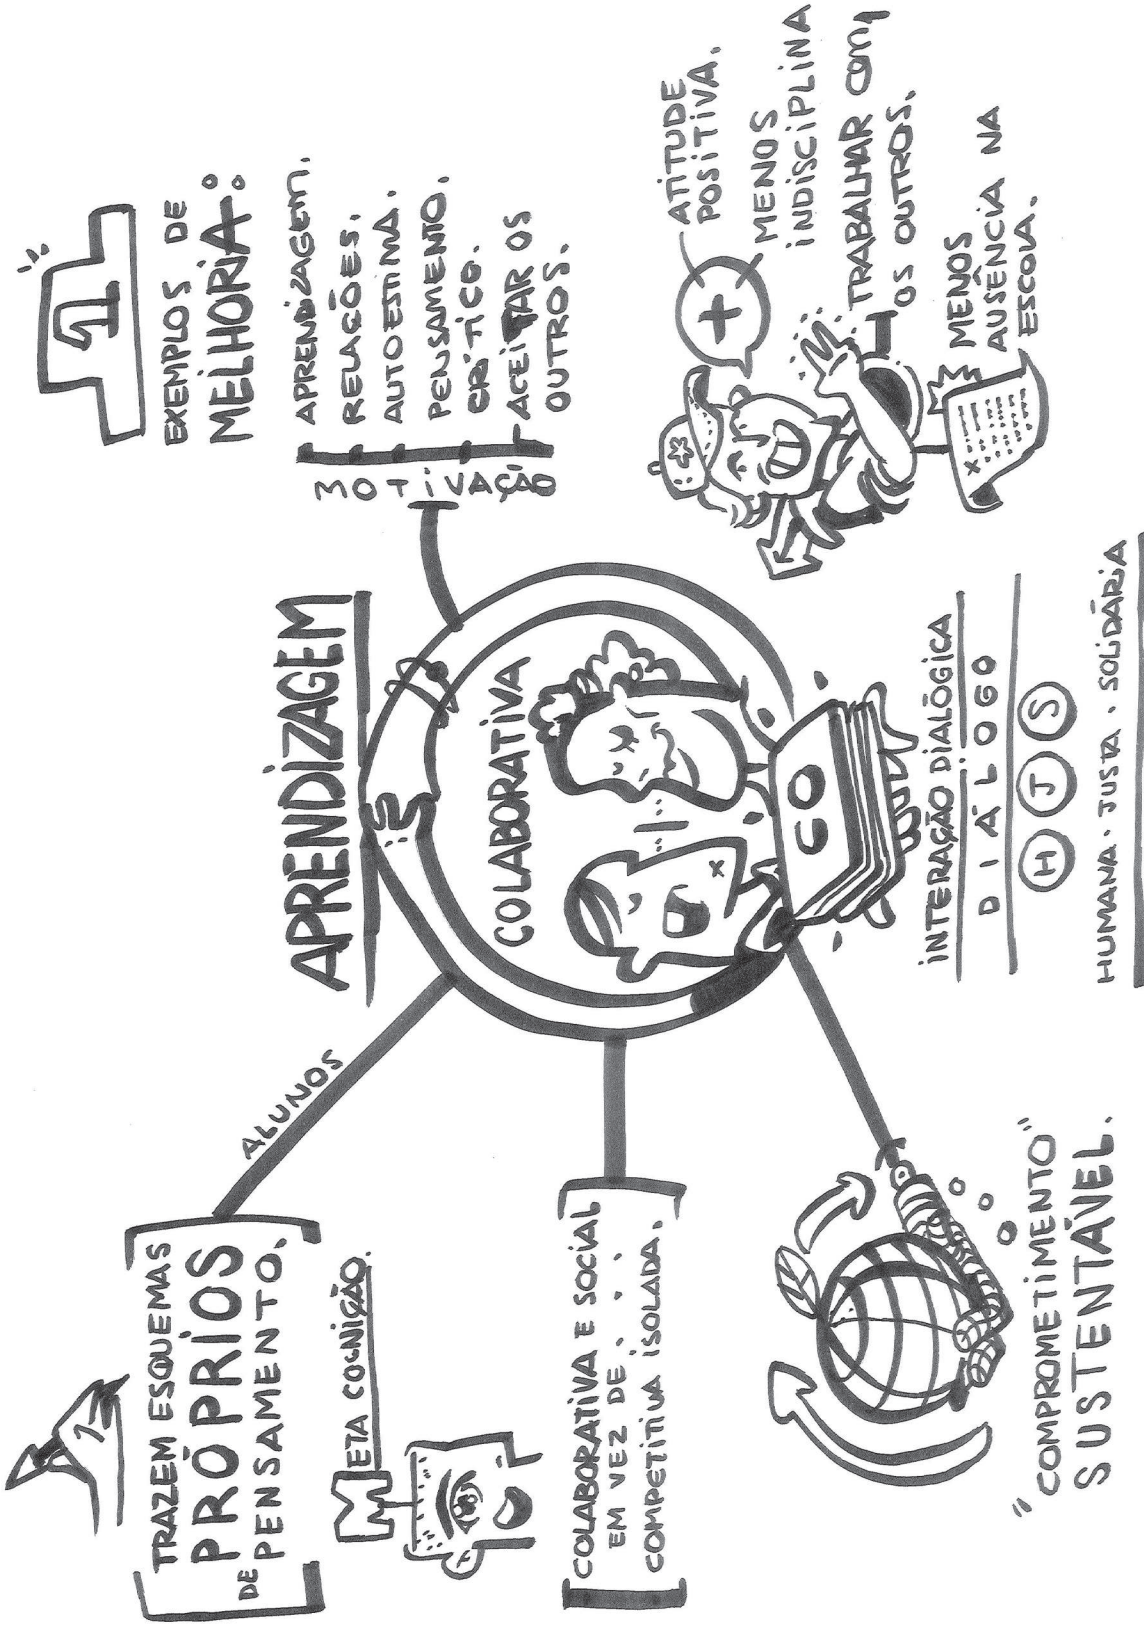 APRENDIZAGEM
COLABORATIVA
CO
INTERAÇÃO DIALÓGICA
DIÁLOGO
H J S
HUMANA. JUSTA. SOLIDÁRIA
ALUNOS
TRAZEM ESQUEMAS
PRÓPRIOS
DE PENSAMENTO.
META COGNIÇÃO.
COLABORATIVA E SOCIAL
EM VEZ DE . . .
COMPETITIVA ISOLADA.
"COMPROMETIMENTO"
SUSTENTÁVEL.
1
EXEMPLOS DE
MELHORIA:
MOTIVAÇÃO
APRENDIZAGEM.
RELAÇÕES.
AUTOESTIMA.
PENSAMENTO.
CRÍTICO.
ACEITAR OS
OUTROS.
+
ATITUDE
POSITIVA.
MENOS
INDISCIPLINA
TRABALHAR COM,
OS OUTROS.
MENOS
AUSÊNCIA NA
ESCOLA.